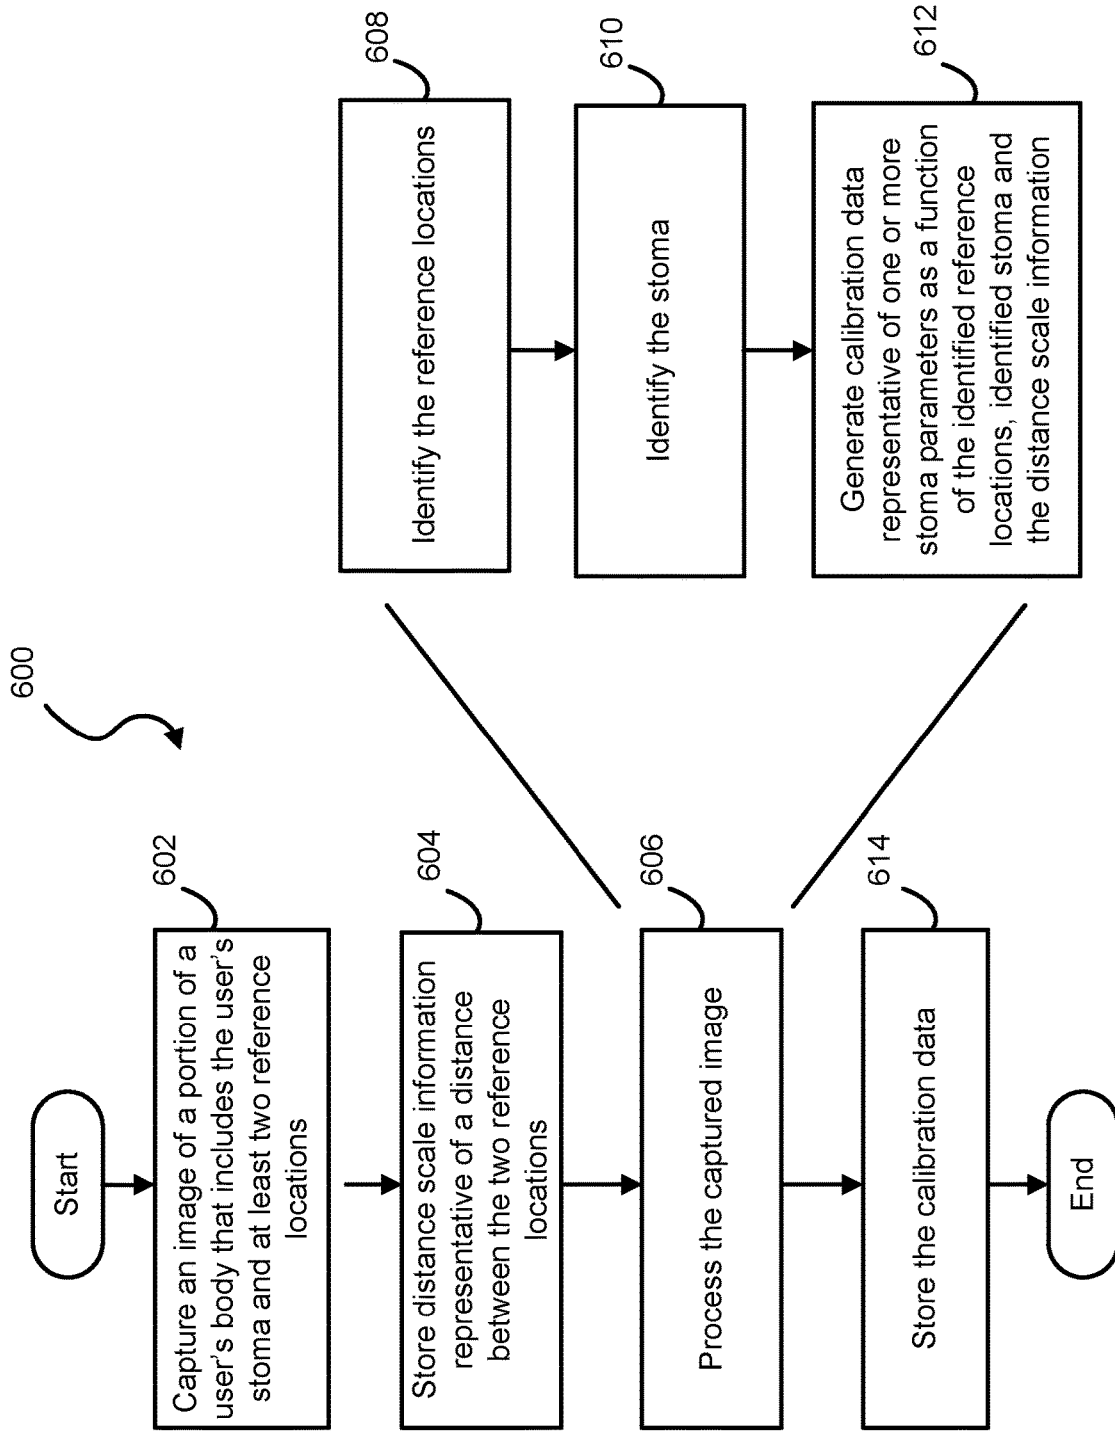 600
Start
602
Capture an image of a portion of a
user's body that includes the user's
stoma and at least two reference
locations
604
Store distance scale information
representative of a distance
between the two reference
locations
606
Process the captured image
614
Store the calibration data
End
608
Identify the reference locations
610
Identify the stoma
612
Generate calibration data
representative of one or more
stoma parameters as a function
of the identified reference
locations, identified stoma and
the distance scale information